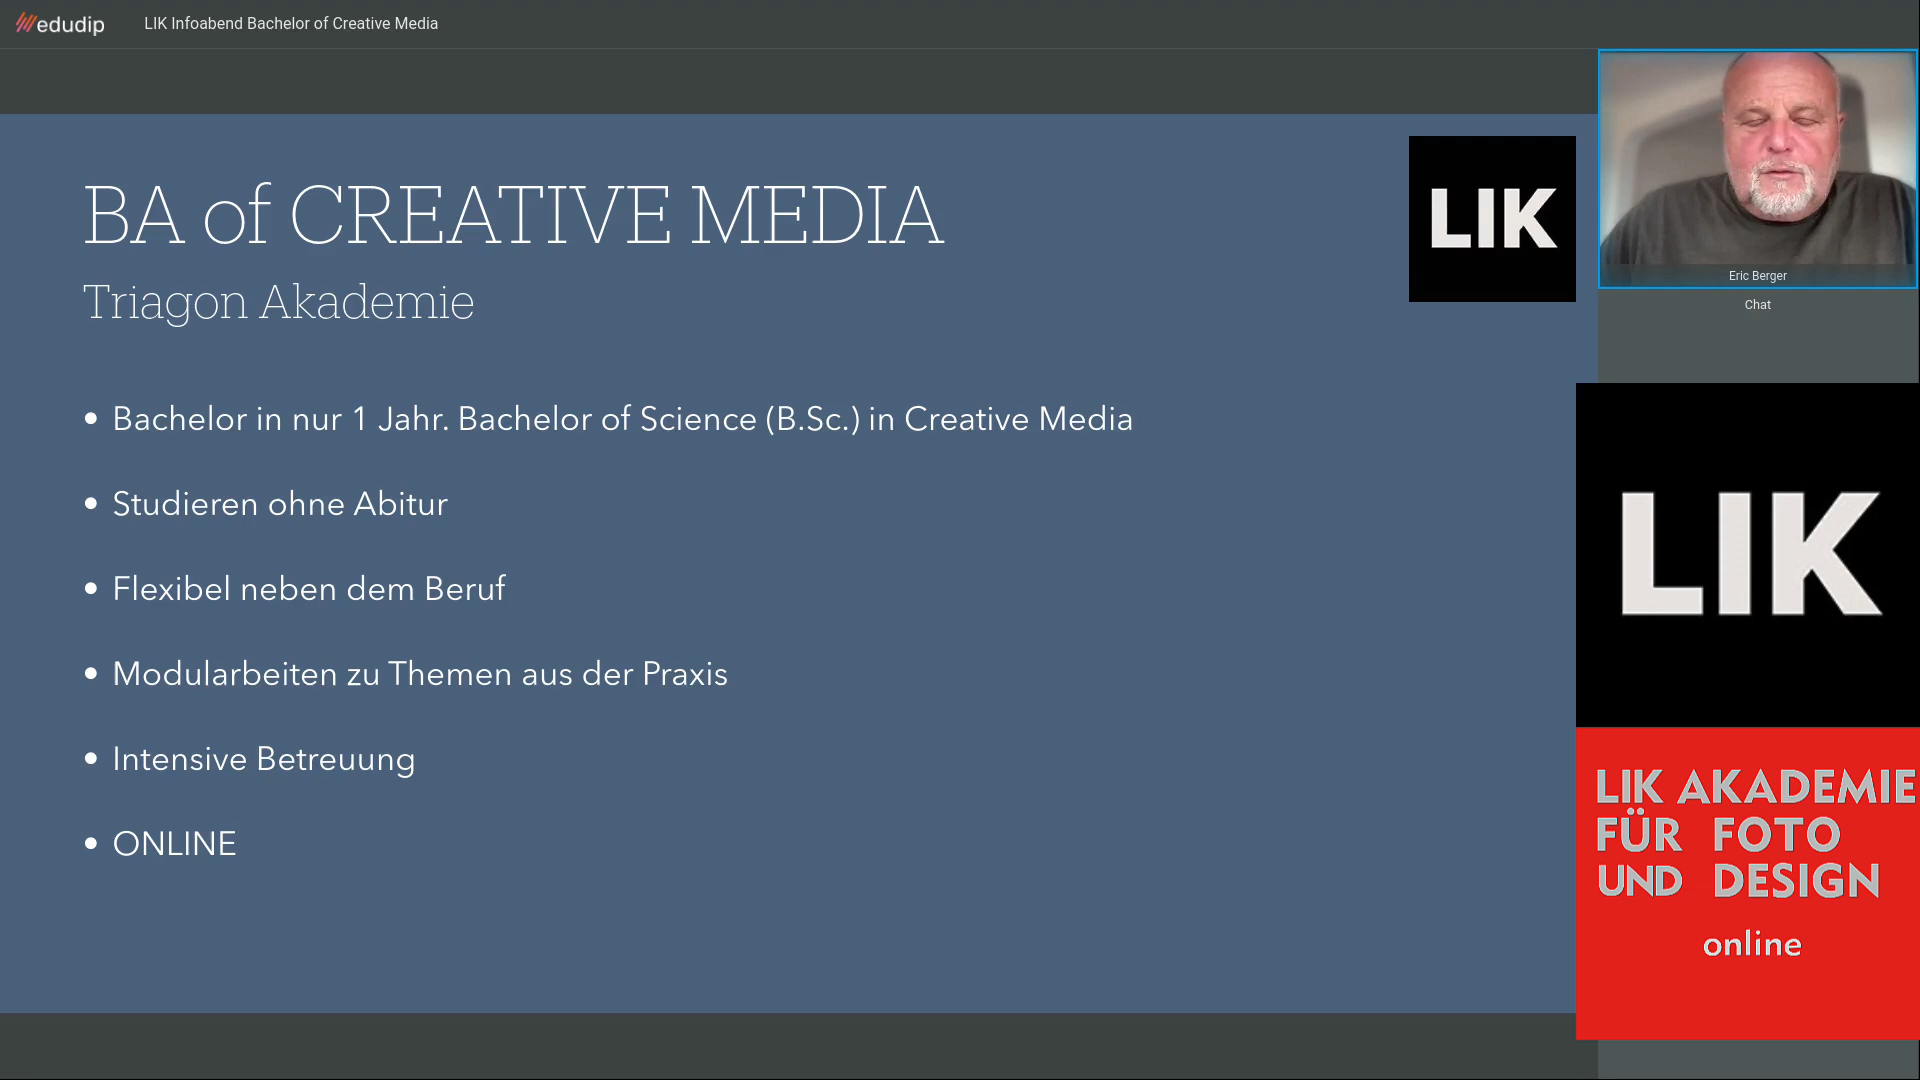 edudip
LIK Infoabend Bachelor of Creative Media
BA of CREATIVE MEDIA
Triagon Akademie
• Bachelor in nur 1 Jahr. Bachelor of Science (B.Sc.) in Creative Media
• Studieren ohne Abitur
• Flexibel neben dem Beruf
• Modularbeiten zu Themen aus der Praxis
• Intensive Betreuung
• ONLINE
LIK
Eric Berger
Chat
LIK
LIK AKADEMIE
FÜR FOTO
UND DESIGN
online